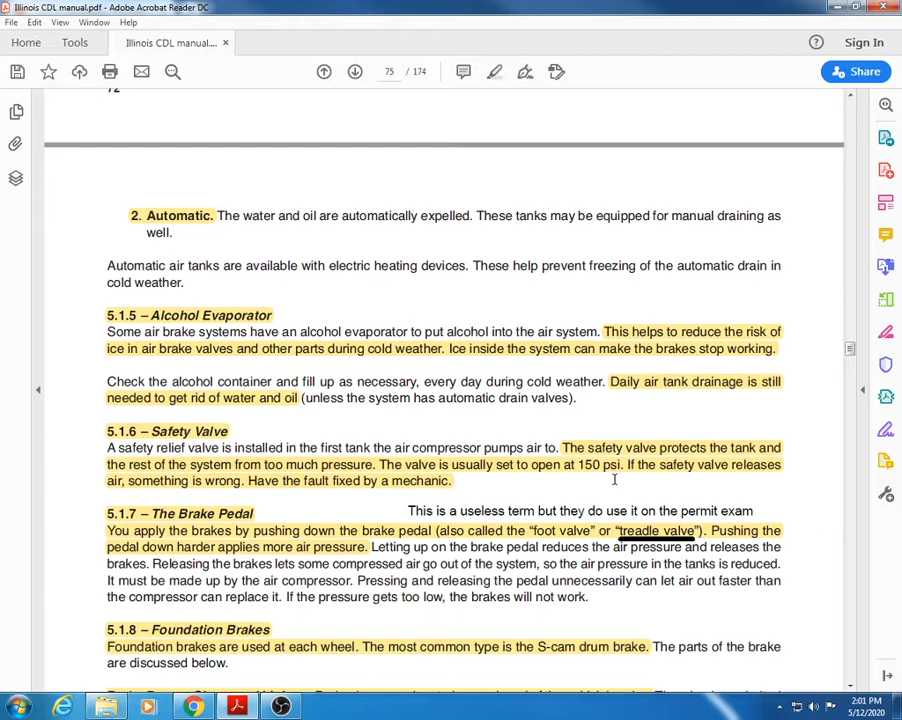 Illinois CDL manual.pdf - Adobe Acrobat Reader DC
File Edit View Window Help
Home Tools Illinois CDL manual.... × Sign In
75 / 174 Share
72
2. Automatic. The water and oil are automatically expelled. These tanks may be equipped for manual draining as
well.
Automatic air tanks are available with electric heating devices. These help prevent freezing of the automatic drain in
cold weather.
5.1.5 – Alcohol Evaporator
Some air brake systems have an alcohol evaporator to put alcohol into the air system. This helps to reduce the risk of
ice in air brake valves and other parts during cold weather. Ice inside the system can make the brakes stop working.
Check the alcohol container and fill up as necessary, every day during cold weather. Daily air tank drainage is still
needed to get rid of water and oil (unless the system has automatic drain valves).
5.1.6 – Safety Valve
A safety relief valve is installed in the first tank the air compressor pumps air to. The safety valve protects the tank and
the rest of the system from too much pressure. The valve is usually set to open at 150 psi. If the safety valve releases
air, something is wrong. Have the fault fixed by a mechanic.
5.1.7 – The Brake Pedal
This is a useless term but they do use it on the permit exam
You apply the brakes by pushing down the brake pedal (also called the “foot valve” or “treadle valve”). Pushing the
pedal down harder applies more air pressure. Letting up on the brake pedal reduces the air pressure and releases the
brakes. Releasing the brakes lets some compressed air go out of the system, so the air pressure in the tanks is reduced.
It must be made up by the air compressor. Pressing and releasing the pedal unnecessarily can let air out faster than
the compressor can replace it. If the pressure gets too low, the brakes will not work.
5.1.8 – Foundation Brakes
Foundation brakes are used at each wheel. The most common type is the S-cam drum brake. The parts of the brake
are discussed below.
2:01 PM
5/12/2020